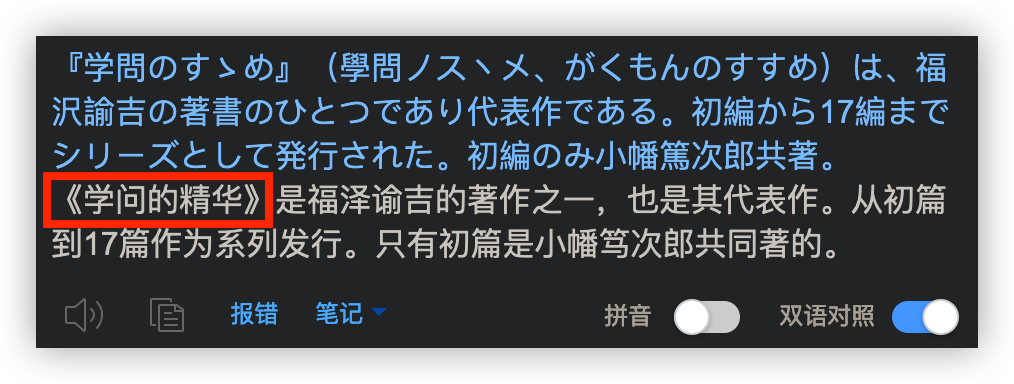 『学問のすゝめ』（學問ノスヽメ、がくもんのすすめ）は、福
沢諭吉の著書のひとつであり代表作である。初編から17編まで
シリーズとして発行された。初編のみ小幡篤次郎共著。
《学问的精华》是福泽谕吉的著作之一，也是其代表作。从初篇
到17篇作为系列发行。只有初篇是小幡笃次郎共同著的。
报错 笔记 拼音 双语对照